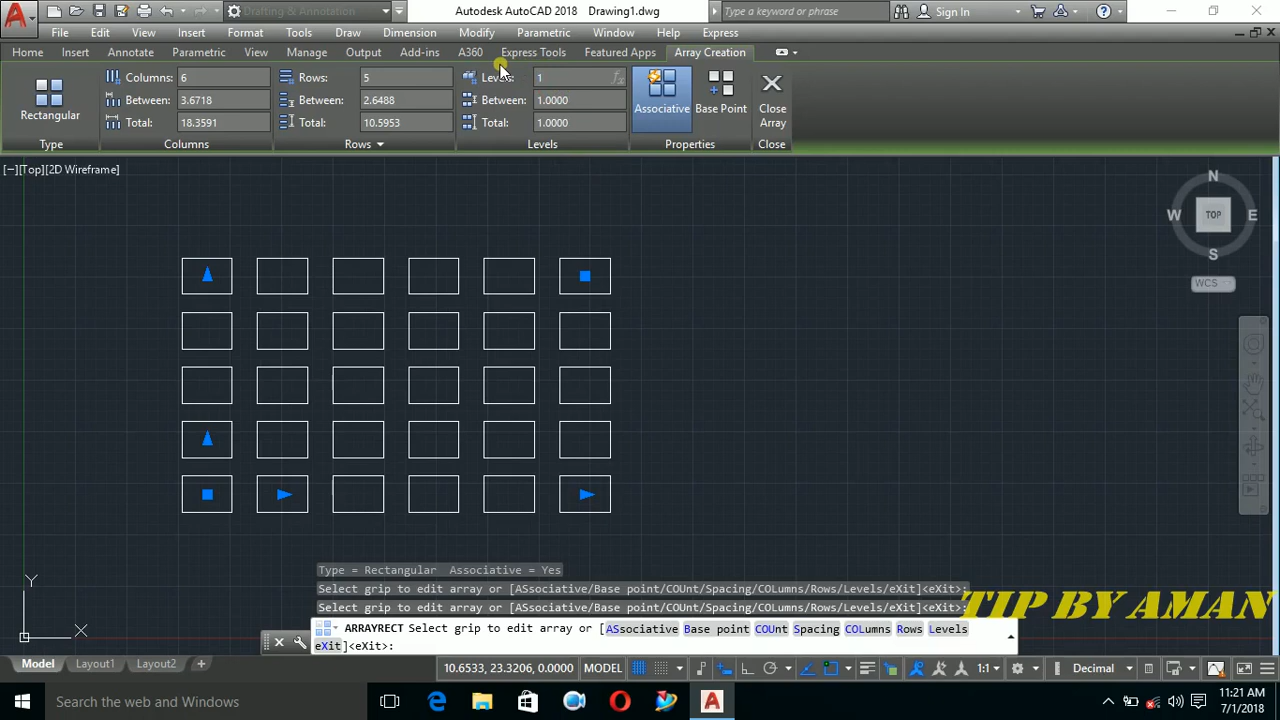 Drafting & Annotation
Autodesk AutoCAD 2018 Drawing1.dwg
Type a keyword or phrase
Sign In
File Edit View Insert Format Tools Draw Dimension Modify Parametric Window Help Express
Home Insert Annotate Parametric View Manage Output Add-ins A360 Express Tools Featured Apps Array Creation
Columns: 6 Rows: 5 Levels: 1
Between: 3.6718 Between: 2.6488 Between: 1.0000
Total: 18.3591 Total: 10.5953 Total: 1.0000
Rectangular
Associative Base Point Close
Array
Type Columns Rows Levels Properties Close
[−][Top][2D Wireframe]
N
W TOP E
S
WCS
Y
X
Type = Rectangular Associative = Yes
Select grip to edit array or [ASsociative/Base point/COUnt/Spacing/COLumns/Rows/Levels/eXit]<eXit>:
Select grip to edit array or [ASsociative/Base point/COUnt/Spacing/COLumns/Rows/Levels/eXit]<eXit>:
TIP BY AMAN
ARRAYRECT Select grip to edit array or [ASsociative Base point COUnt Spacing COLumns Rows Levels
eXit]<eXit>:
Model Layout1 Layout2 +
10.6533, 23.3206, 0.0000 MODEL 1:1 Decimal
Search the web and Windows
11:21 AM
7/1/2018